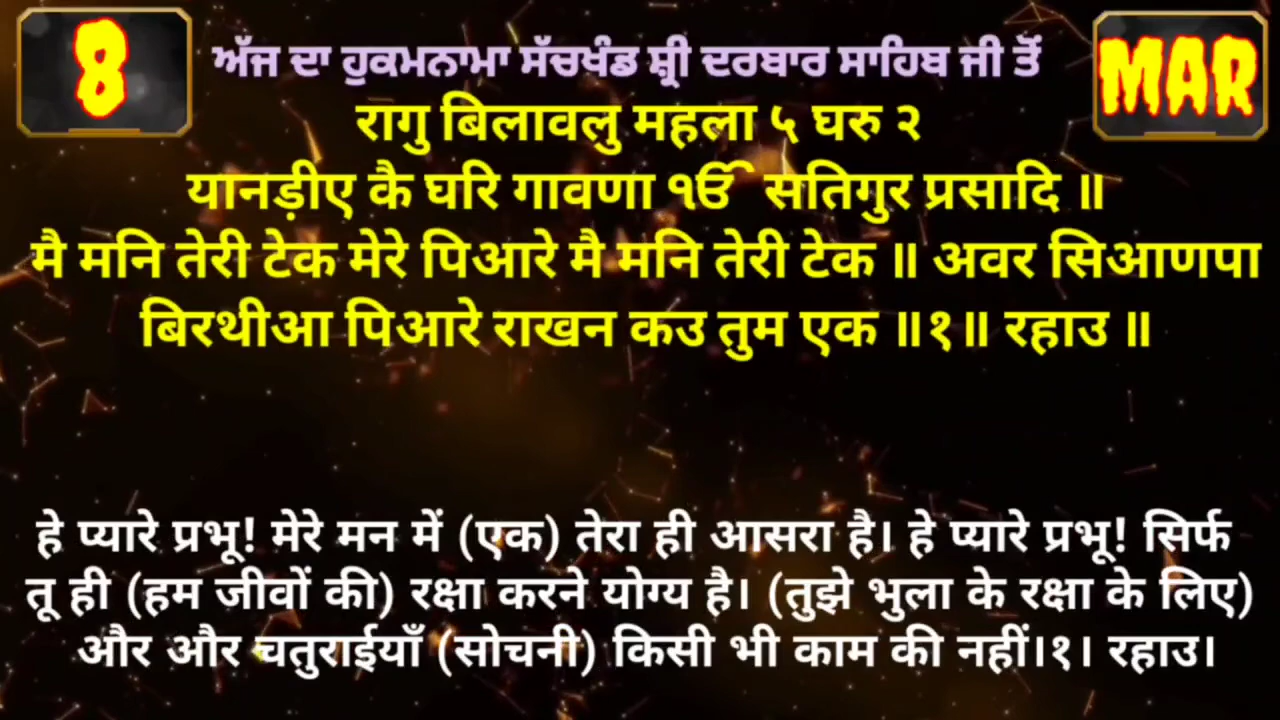 8
ਅੱਜ ਦਾ ਹੁਕਮਨਾਮਾ ਸੱਚਖੰਡ ਸ਼੍ਰੀ ਦਰਬਾਰ ਸਾਹਿਬ ਜੀ ਤੋਂ
MAR
रागु बिलावलु महला ५ घरु २
यानड़ीए कै घरि गावणा ੴ सतिगुर प्रसादि ॥
मै मनि तेरी टेक मेरे पिआरे मै मनि तेरी टेक ॥ अवर सिआणपा
बिरथीआ पिआरे राखन कउ तुम एक ॥१॥ रहाउ ॥
हे प्यारे प्रभू! मेरे मन में (एक) तेरा ही आसरा है। हे प्यारे प्रभू! सिर्फ
तू ही (हम जीवों की) रक्षा करने योग्य है। (तुझे भुला के रक्षा के लिए)
और और चतुराईयाँ (सोचनी) किसी भी काम की नहीं।१। रहाउ।